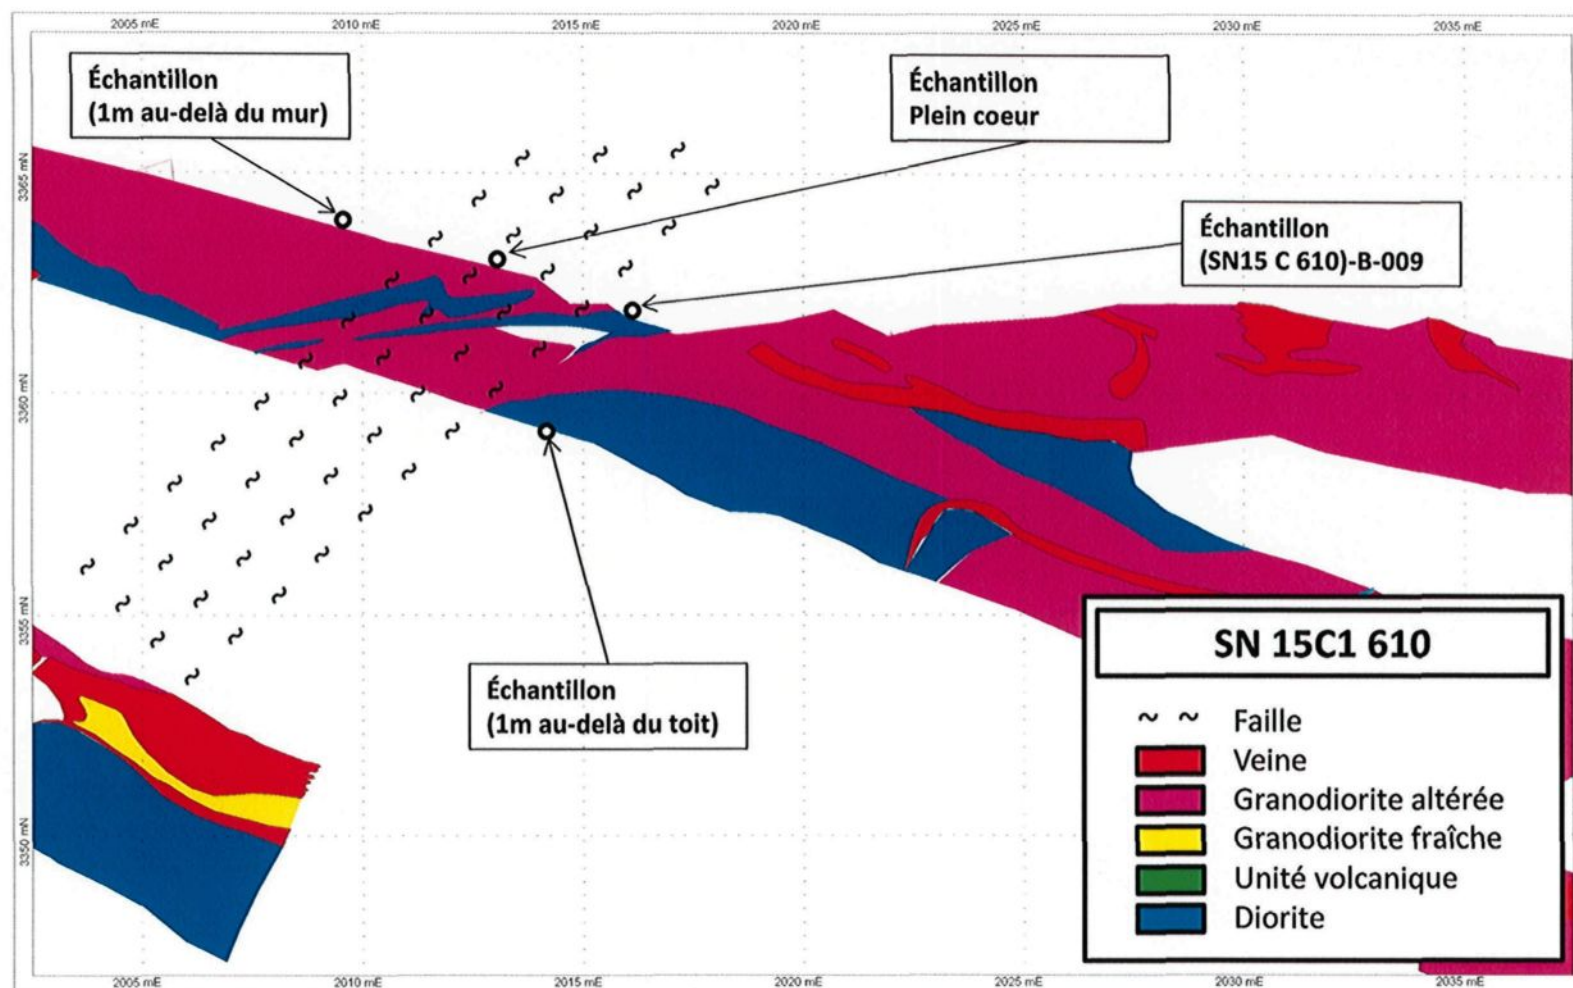 2005 mE 2010 mE 2015 mE 2020 mE 2025 mE 2030 mE 2035 mE
Échantillon
(1m au-delà du mur)
Échantillon
Plein coeur
3365 mN
Échantillon
(SN15 C 610)-B-009
3360 mN
3355 mN
Échantillon
(1m au-delà du toit)
SN 15C1 610
~ ~ Faille
Veine
Granodiorite altérée
Granodiorite fraîche
Unité volcanique
Diorite
3350 mN
2005 mE 2010 mE 2015 mE 2020 mE 2025 mE 2030 mE 2035 mE